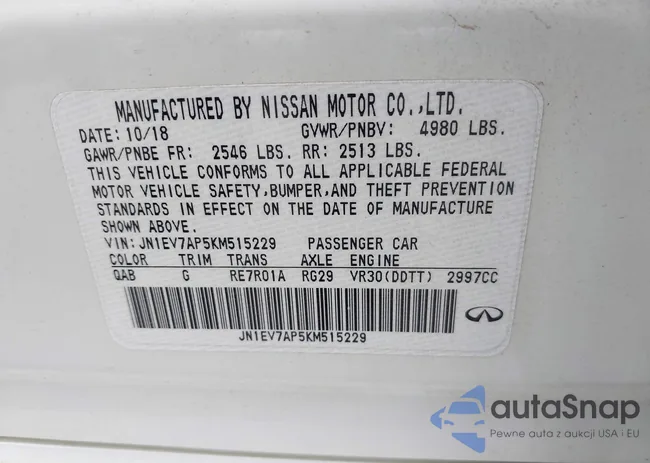 MANUFACTURED BY NISSAN MOTOR CO.,LTD.
DATE: 10/18 GVWR/PNBV: 4980 LBS.
GAWR/PNBE FR: 2546 LBS. RR: 2513 LBS.
THIS VEHICLE CONFORMS TO ALL APPLICABLE FEDERAL
MOTOR VEHICLE SAFETY,BUMPER,AND THEFT PREVENTION
STANDARDS IN EFFECT ON THE DATE OF MANUFACTURE
SHOWN ABOVE.
VIN: JN1EV7AP5KM515229 PASSENGER CAR
COLOR TRIM TRANS AXLE ENGINE
QAB G RE7R01A RG29 VR30(DDTT) 2997CC
JN1EV7AP5KM515229
autoSnap
Pewne auta z aukcji USA i EU